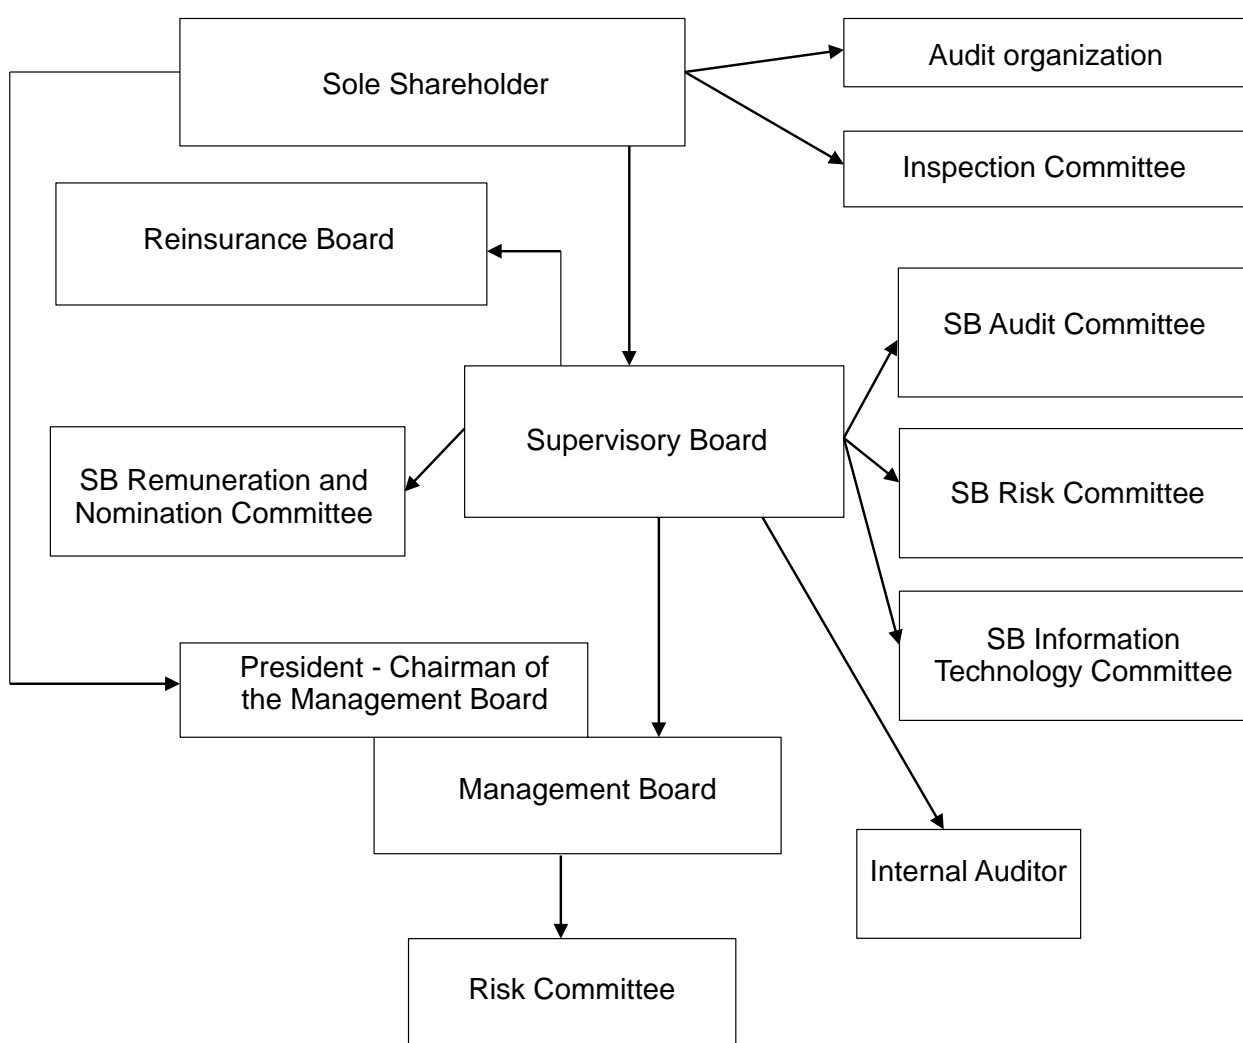 Sole Shareholder
Audit organization
Inspection Committee
Reinsurance Board
SB Audit Committee
Supervisory Board
SB Remuneration and
Nomination Committee
SB Risk Committee
SB Information
Technology Committee
President - Chairman of
the Management Board
Management Board
Internal Auditor
Risk Committee